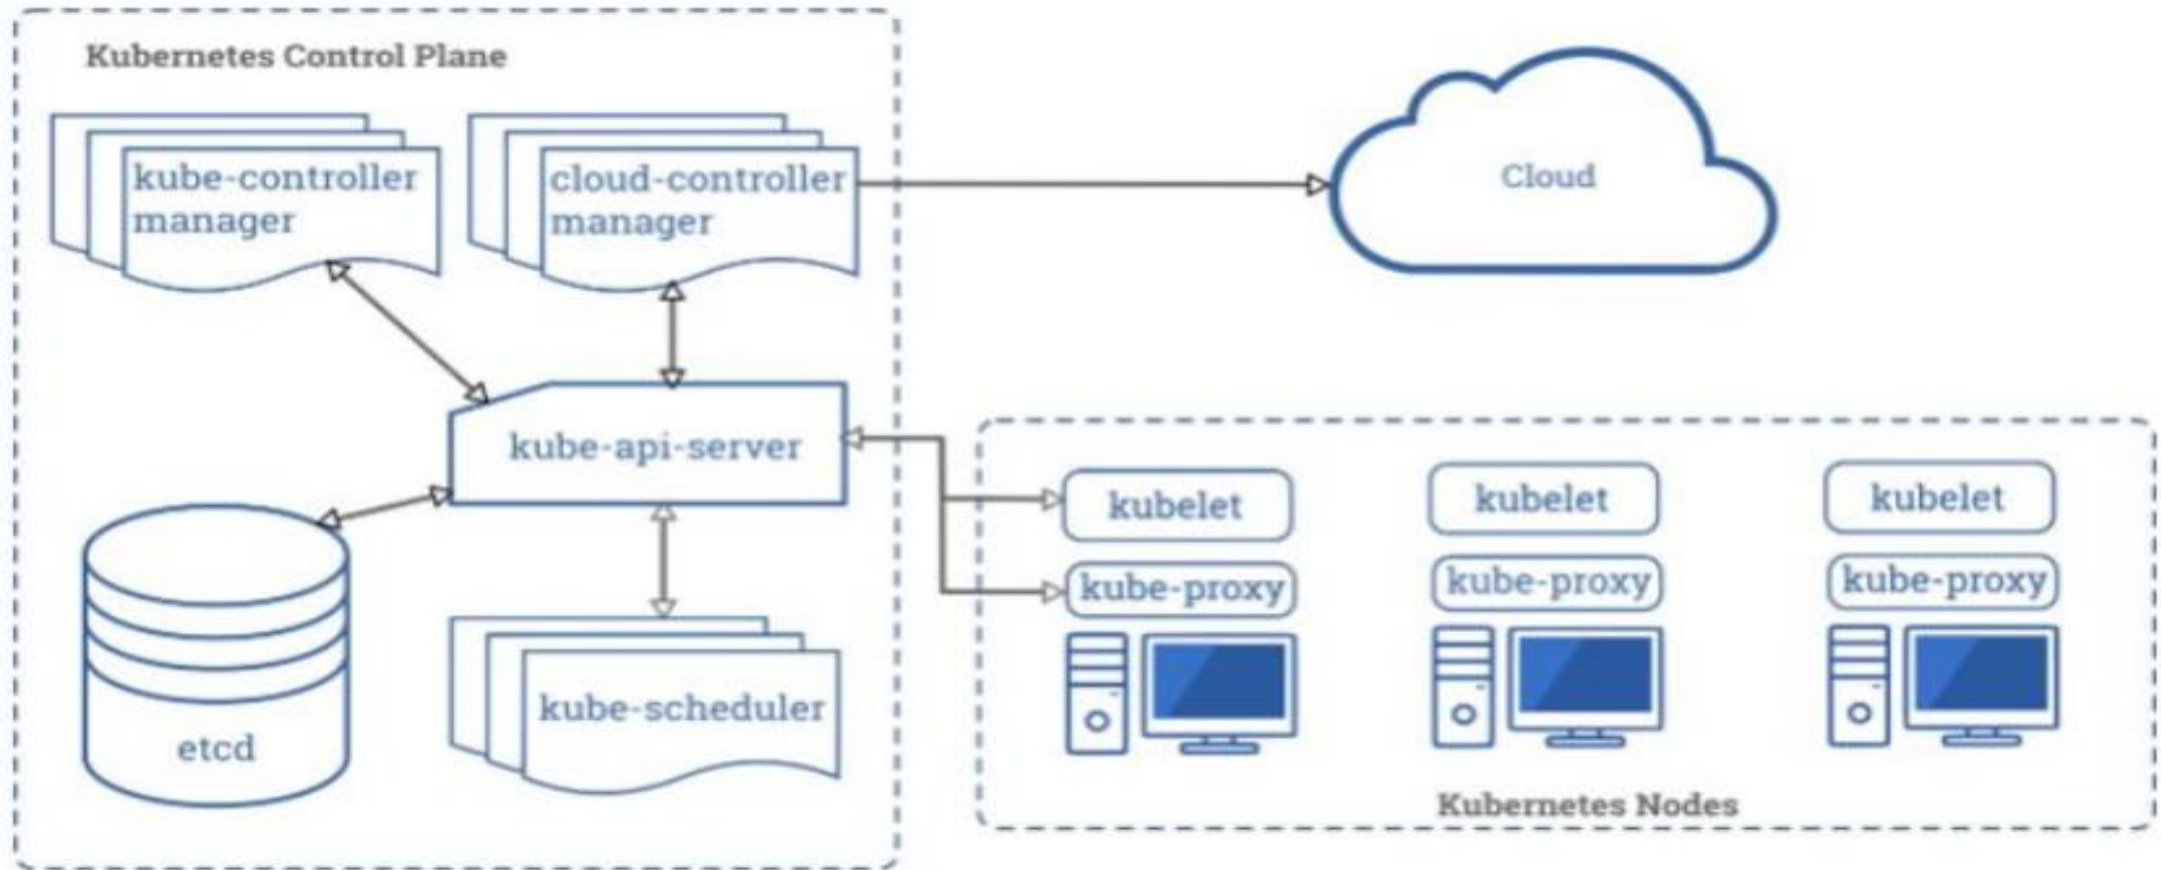 Kubernetes Control Plane
kube-controller
manager
cloud-controller
manager
Cloud
kube-api-server
kubelet
kubelet
kubelet
kube-proxy
kube-proxy
kube-proxy
etcd
kube-scheduler
Kubernetes Nodes